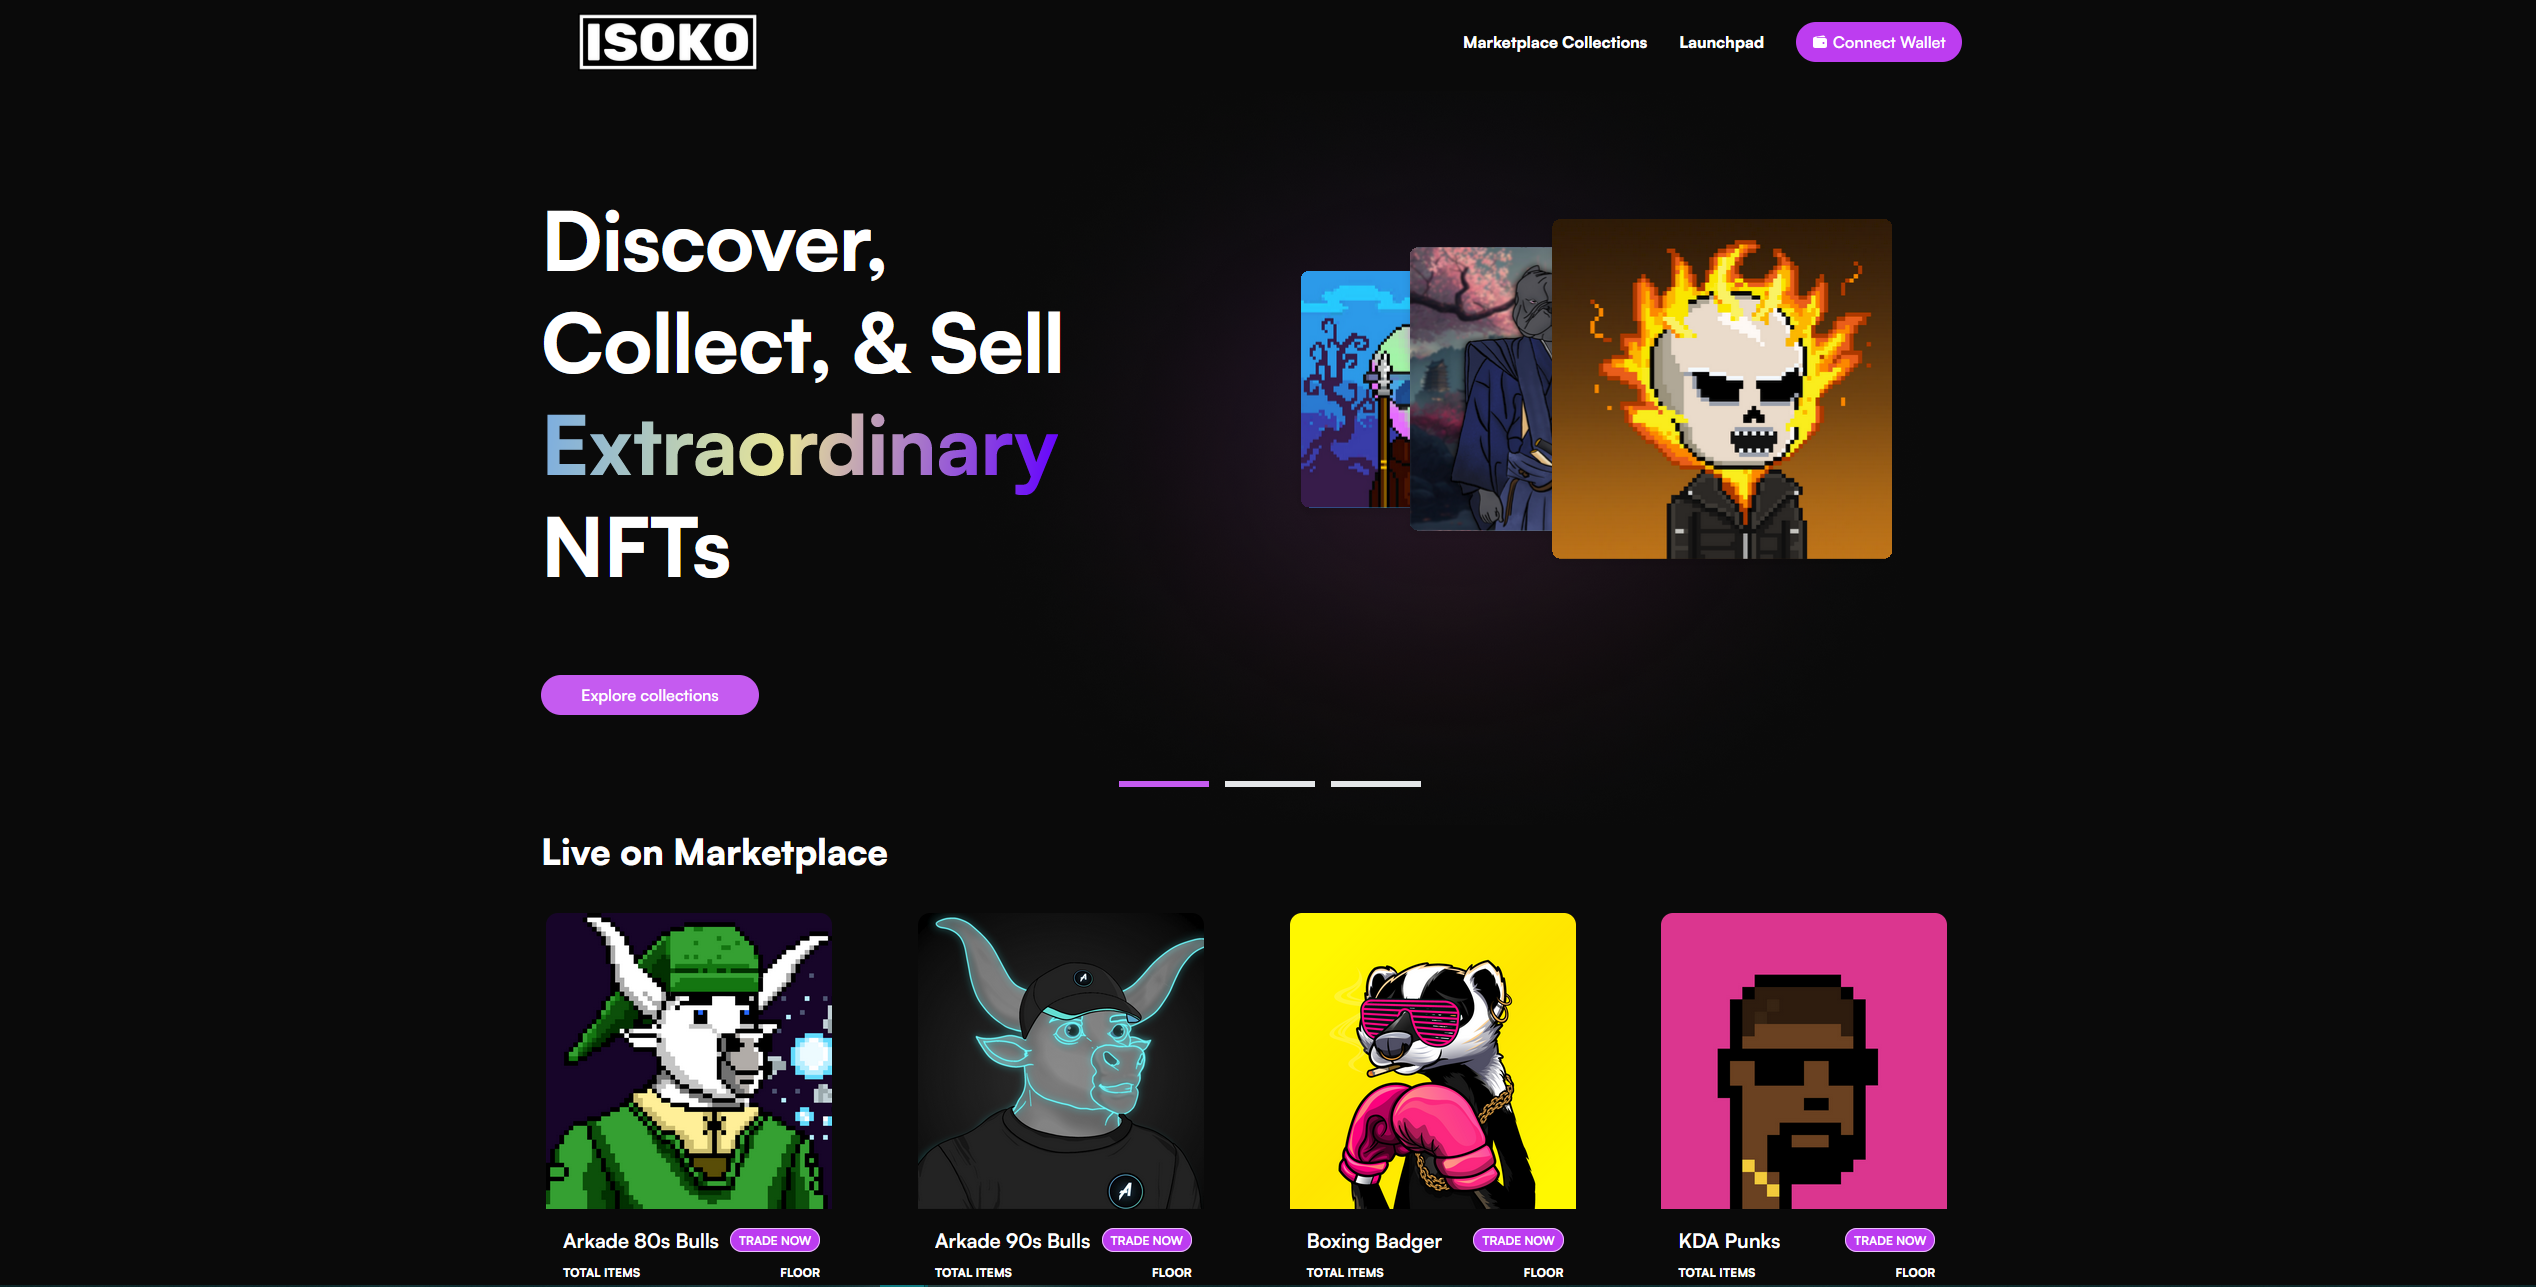 ISOKO
Marketplace Collections
Launchpad
Connect Wallet
Discover,
Collect, & Sell
Extraordinary
NFTs
Explore collections
Live on Marketplace
Arkade 80s Bulls
TRADE NOW
TOTAL ITEMS
FLOOR
Arkade 90s Bulls
TRADE NOW
TOTAL ITEMS
FLOOR
Boxing Badger
TRADE NOW
TOTAL ITEMS
FLOOR
KDA Punks
TRADE NOW
TOTAL ITEMS
FLOOR